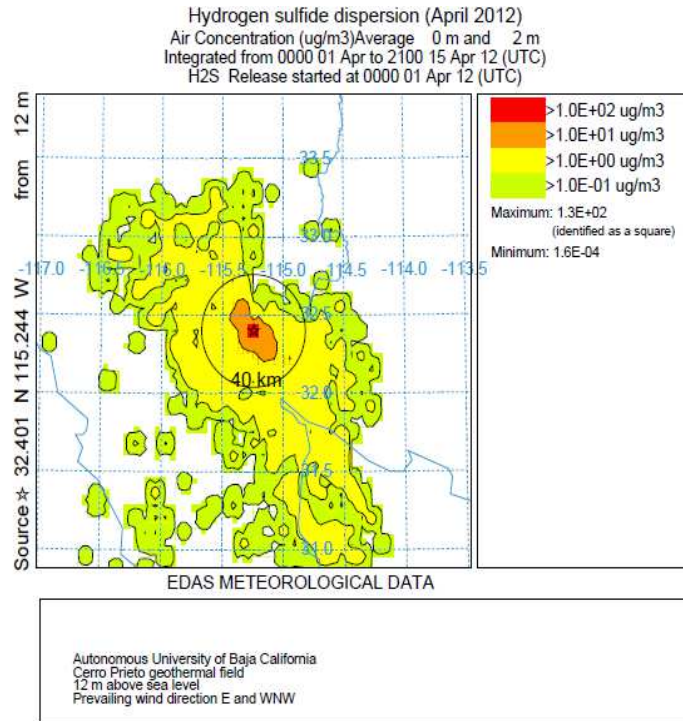 Hydrogen sulfide dispersion (April 2012)
Air Concentration (ug/m3)Average 0 m and 2 m
Integrated from 0000 01 Apr to 2100 15 Apr 12 (UTC)
H2S Release started at 0000 01 Apr 12 (UTC)
Source ☆ 32.401 N 115.244 W from 12 m
33.5
33.0
-117.0 -116.5 -116.0 -115.5 -115.0 -114.5 -114.0 -113.5
32.5
40 km
32.0
31.5
31.0
>1.0E+02 ug/m3
>1.0E+01 ug/m3
>1.0E+00 ug/m3
>1.0E-01 ug/m3
Maximum: 1.3E+02
(identified as a square)
Minimum: 1.6E-04
EDAS METEOROLOGICAL DATA
Autonomous University of Baja California
Cerro Prieto geothermal field
12 m above sea level
Prevailing wind direction E and WNW